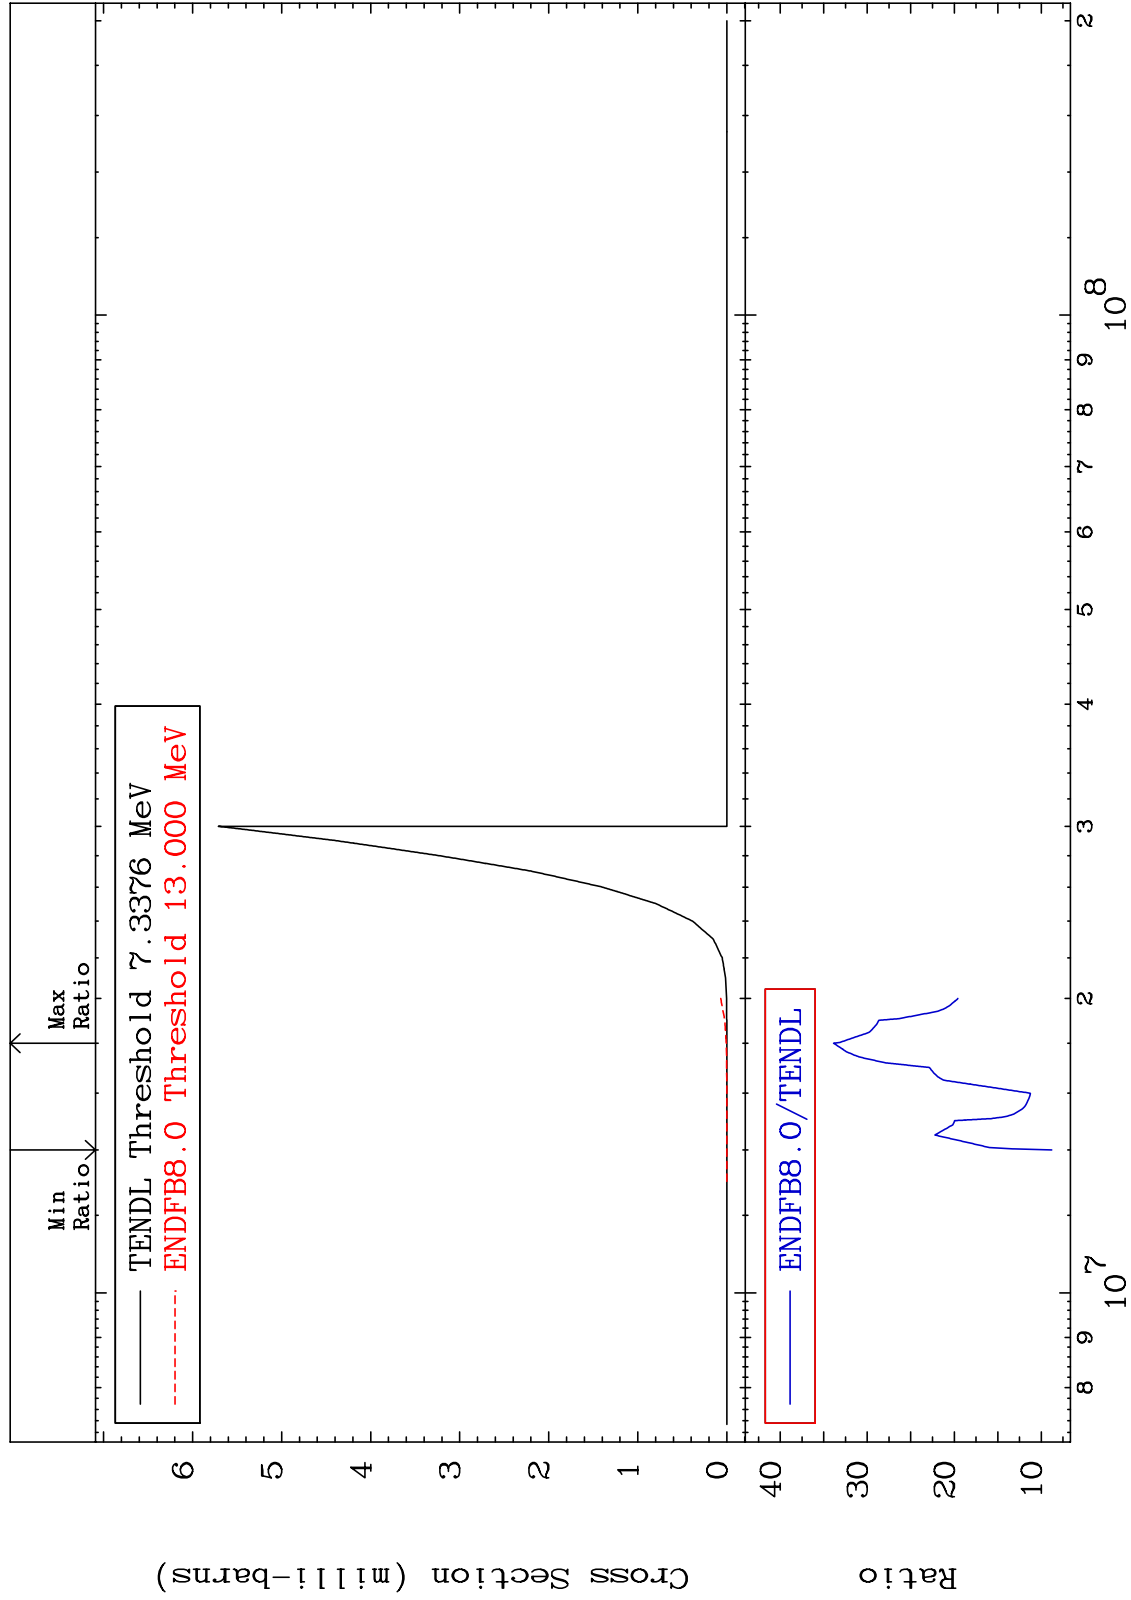 Min
Ratio
Max
Ratio
TENDL Threshold 7.3376 MeV
ENDFB8.0 Threshold 13.000 MeV
6
5
4
3
2
1
0
Cross Section (milli-barns)
ENDFB8.0/TENDL
40
30
20
10
Ratio
8
9
10^7
2
3
4
5
6
7
8
9
10^8
2